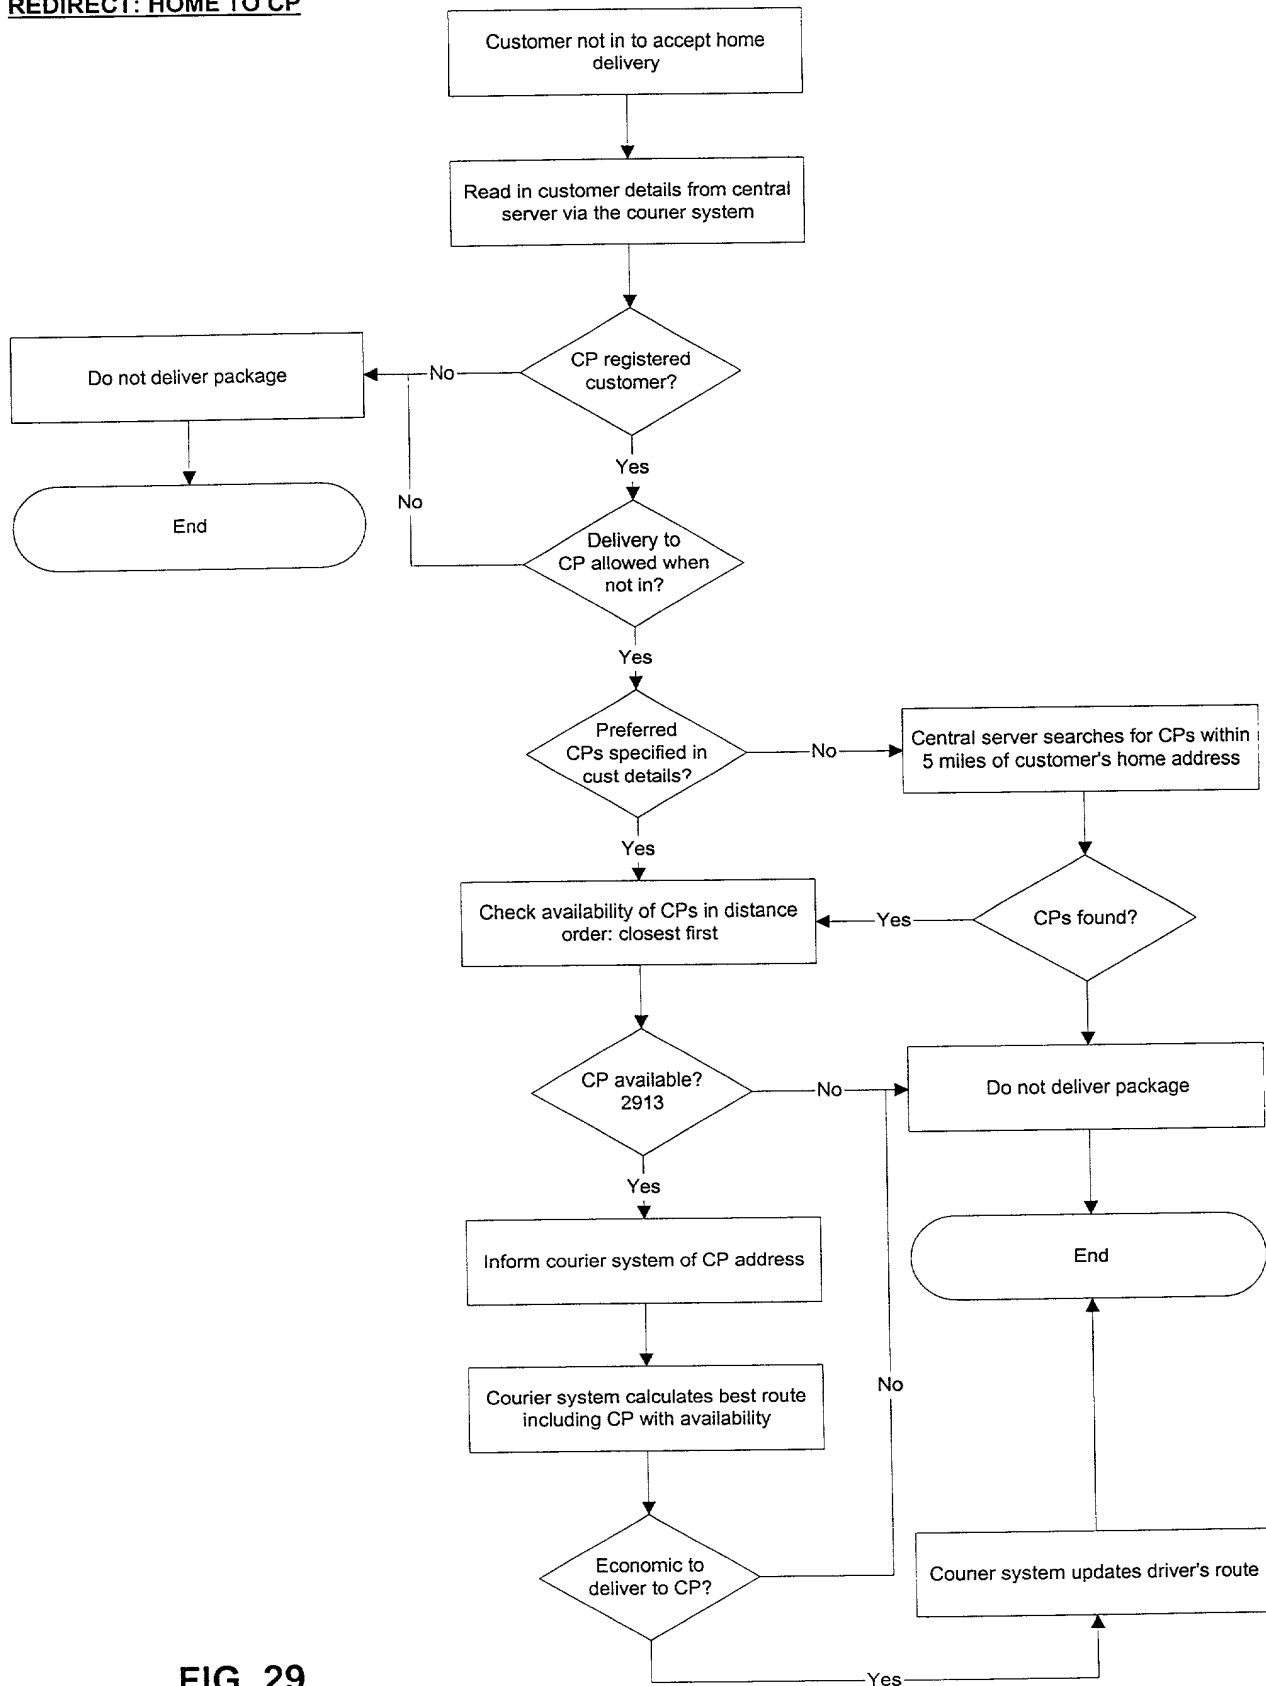 REDIRECT: HOME TO CP
Customer not in to accept home
delivery
Read in customer details from central
server via the couner system
CP registered
customer?
No
Do not deliver package
End
Yes
No
Delivery to
CP allowed when
not in?
Yes
Preferred
CPs specified in
cust details?
No
Central server searches for CPs within
5 miles of customer's home address
Yes
Check availability of CPs in distance
order: closest first
Yes
CPs found?
CP available?
2913
No
Do not deliver package
Yes
Inform courier system of CP address
End
Courier system calculates best route
including CP with availability
No
Economic to
deliver to CP?
Couner system updates driver's route
Yes
FIG. 29